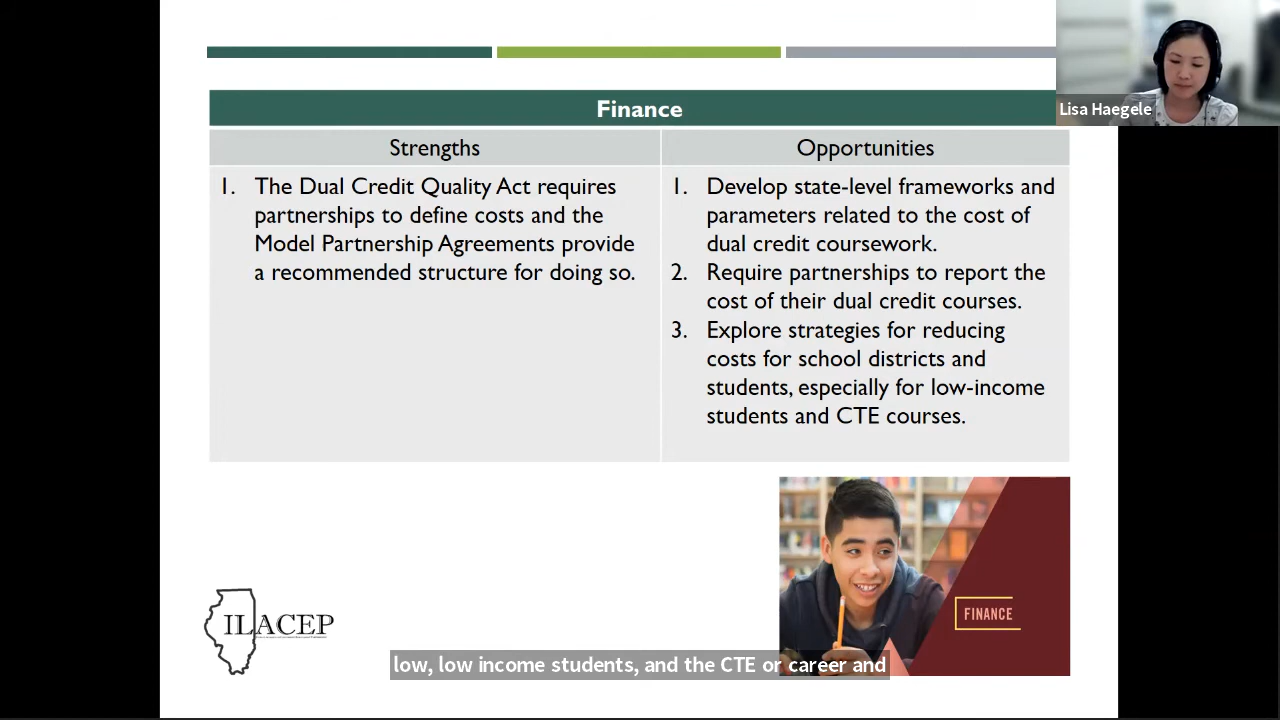 Finance
Lisa Haegele
Strengths
Opportunities
1. The Dual Credit Quality Act requires
partnerships to define costs and the
Model Partnership Agreements provide
a recommended structure for doing so.
1. Develop state-level frameworks and
parameters related to the cost of
dual credit coursework.
2. Require partnerships to report the
cost of their dual credit courses.
3. Explore strategies for reducing
costs for school districts and
students, especially for low-income
students and CTE courses.
FINANCE
ILACEP
low, low income students, and the CTE or career and